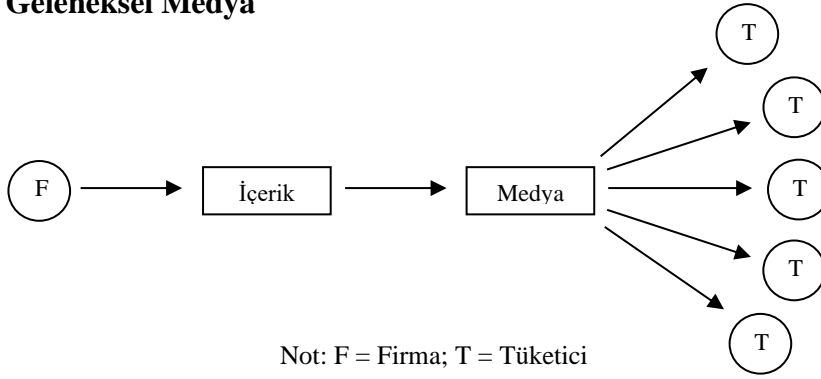 Geleneksel Medya
T
T
F
İçerik
Medya
T
T
T
Not: F = Firma; T = Tüketici